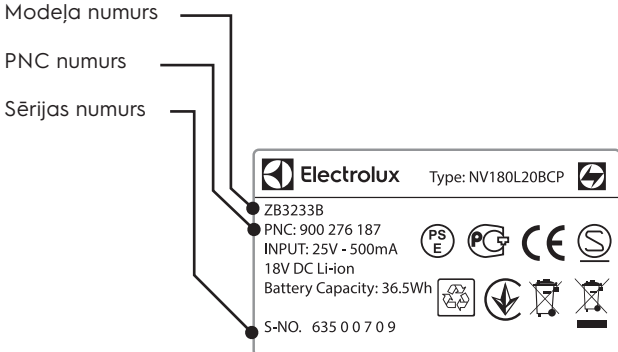 Modeļa numurs
PNC numurs
Sērijas numurs
Electrolux Type: NV180L20BCP
ZB3233B
PNC: 900 276 187
INPUT: 25V - 500mA
18V DC Li-ion
Battery Capacity: 36.5Wh
S-NO. 635 0 0 7 0 9
PS
E
PG
CE
S